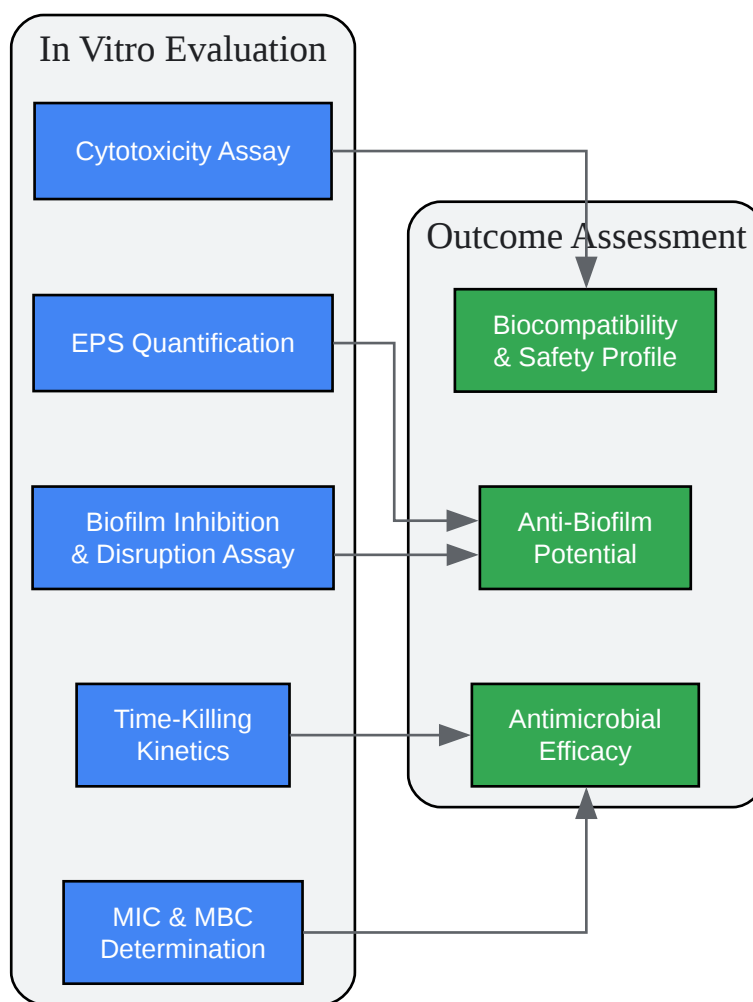 In Vitro Evaluation
Cytotoxicity Assay
EPS Quantification
Biofilm Inhibition
& Disruption Assay
Time-Killing
Kinetics
MIC & MBC
Determination
Outcome Assessment
Biocompatibility
& Safety Profile
Anti-Biofilm
Potential
Antimicrobial
Efficacy